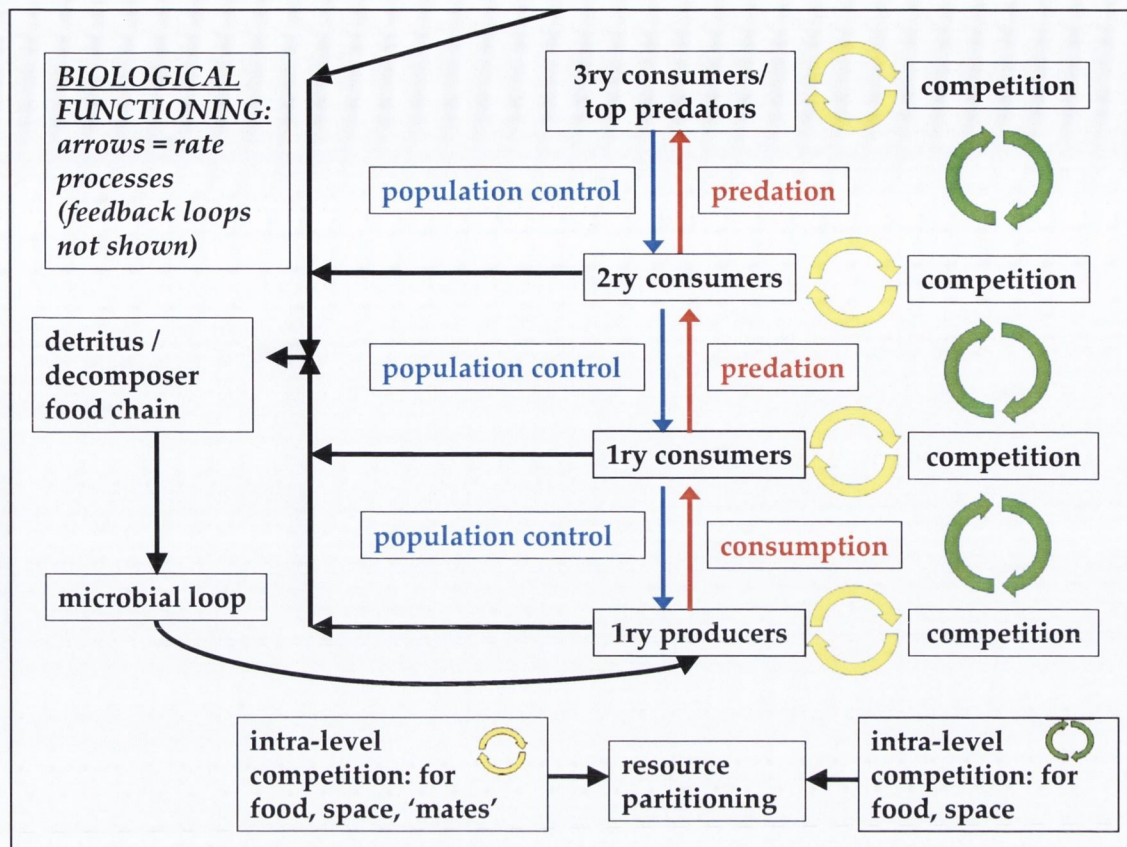 BIOLOGICAL
FUNCTIONING:
arrows = rate
processes
(feedback loops
not shown)
3ry consumers/
top predators
competition
population control
predation
2ry consumers
competition
detritus /
decomposer
food chain
population control
predation
1ry consumers
competition
population control
consumption
microbial loop
1ry producers
competition
intra-level
competition: for
food, space, ‘mates’
resource
partitioning
intra-level
competition: for
food, space